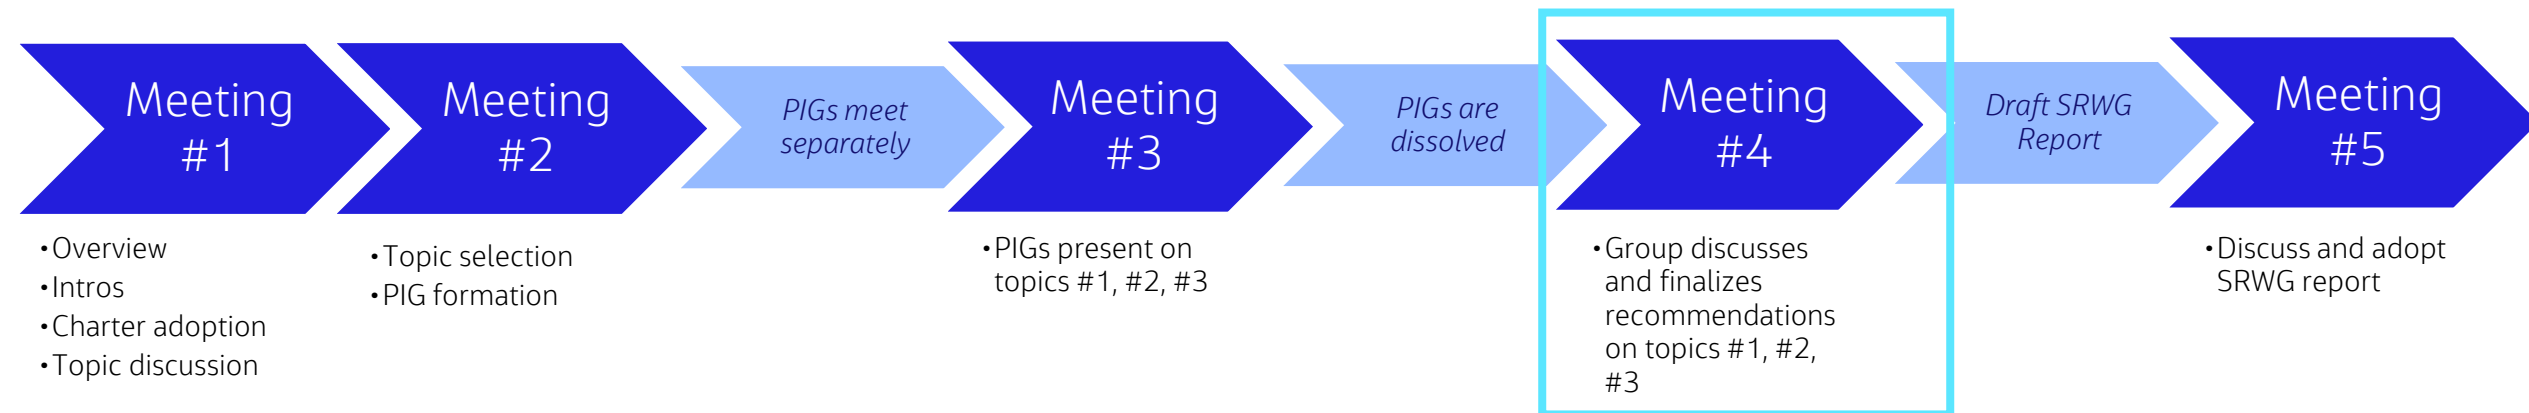 Meeting
#1
Meeting
#2
PIGs meet
separately
Meeting
#3
PIGs are
dissolved
Meeting
#4
Draft SRWG
Report
Meeting
#5
•Overview
•Intros
•Charter adoption
•Topic discussion
•Topic selection
•PIG formation
•PIGs present on
topics #1, #2, #3
•Group discusses
and finalizes
recommendations
on topics #1, #2,
#3
•Discuss and adopt
SRWG report